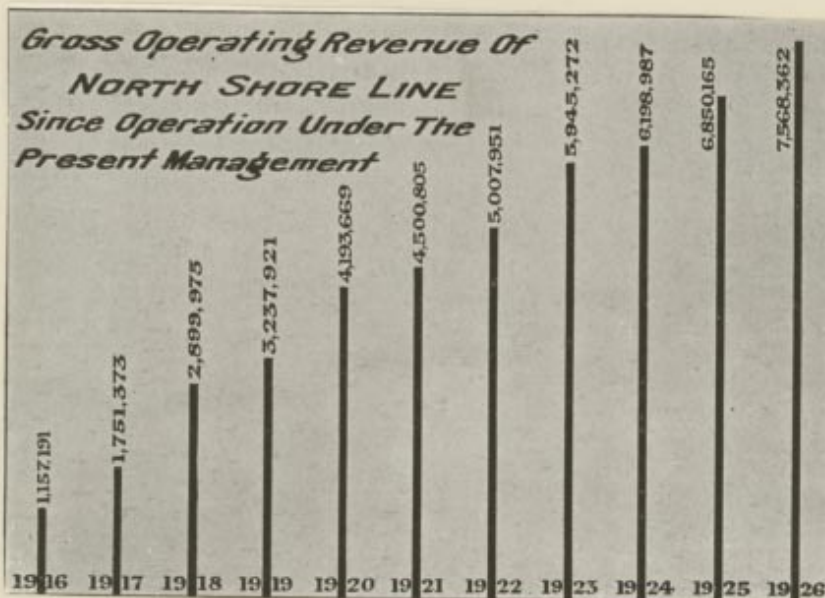 Gross Operating Revenue Of
NORTH SHORE LINE
Since Operation Under The
Present Management
1,157,191
1,751,373
2,899,975
3,237,921
4,193,669
4,500,805
5,007,951
5,945,272
6,198,987
6,850,165
7,568,362
1916 1917 1918 1919 1920 1921 1922 1923 1924 1925 1926